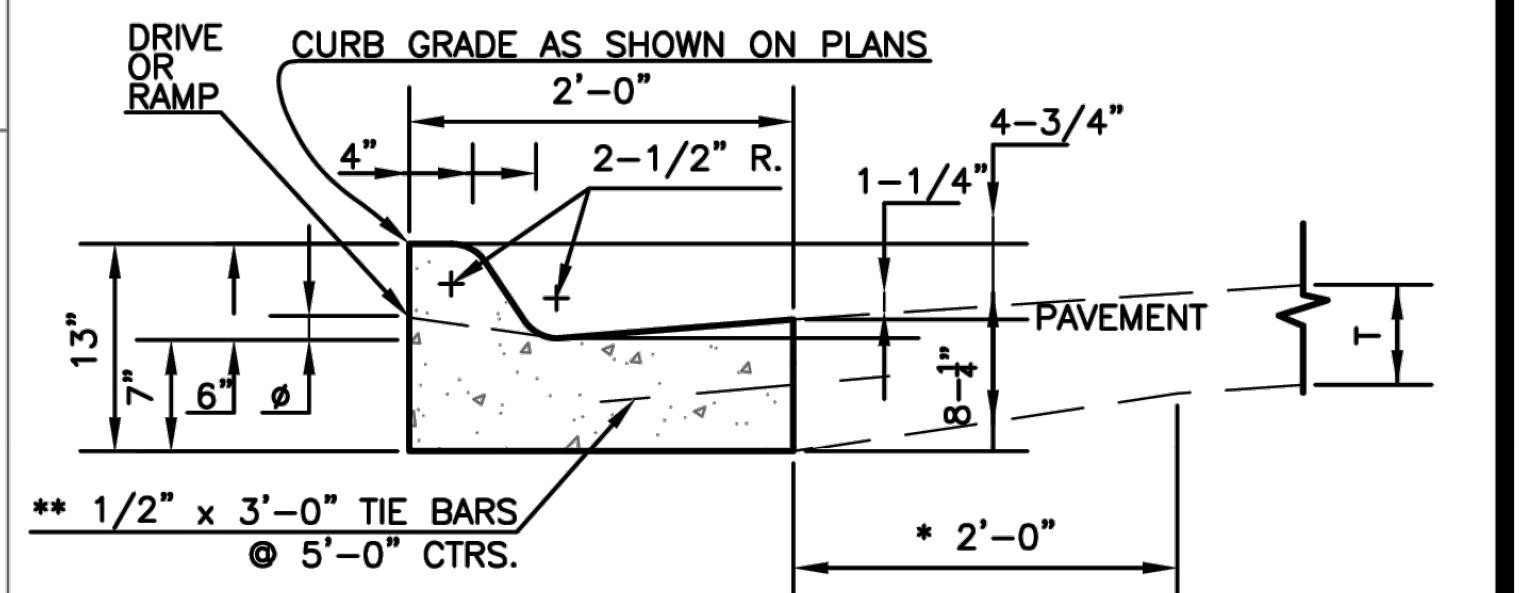 DRIVE
OR
RAMP
CURB GRADE AS SHOWN ON PLANS
2'-0"
4"
2-1/2" R.
4-3/4"
1-1/4"
13"
7"
6"
ø
PAVEMENT
8-1/4"
T
** 1/2" x 3'-0" TIE BARS
@ 5'-0" CTRS.
* 2'-0"